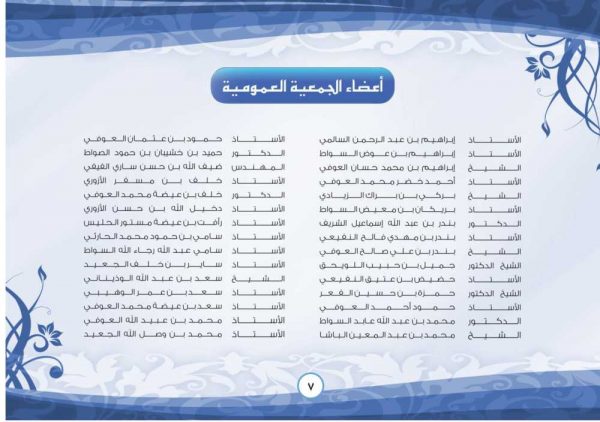 أعضاء الجمعية العمومية
الأستاذ إبراهيم بن عبد الرحمن السالمي
الأستاذ إبراهيم بن عوض السواط
الشيخ إبراهيم بن محمد حسان العوفي
الأستاذ أحمد خضر محمد العوفي
الشيخ بركي بن براك الزيادي
الأستاذ بريكان بن معيض السواط
الدكتور بندر بن عبد الله إسماعيل الشريف
الأستاذ بندر بن مهدي فالح النفيعي
الشيخ بندر بن علي صالح العوفي
الشيخ الدكتور جميل بن حبيب اللويحق
الأستاذ حضيض بن عتيق النفيعي
الشيخ الدكتور حمزة بن حسين الفعر
الأستاذ حمود أحمد العوفي
الدكتور محمد بن عبد الله عابد السواط
الشيخ محمد بن عبد المعين الباشا
الأستاذ حمود بن عثمان العوفي
الدكتور حميد بن خشيبان بن حمود الصواط
المهندس ضيف الله بن حسن ساري الفيفي
الأستاذ خلف بن مسفر الأزوري
الدكتور خلف بن عيضة محمد العوفي
الأستاذ دخيل الله بن حسن الأزوري
الأستاذ رأفت بن عيضة مستور الحليس
الأستاذ سامي بن حمود محمد الحارثي
الأستاذ سامي عبد الله رجاء الله السواط
الأستاذ ساير بن خلف الجعيد
الشيخ سعد بن عبد الله الوذيناني
الأستاذ سعد بن عمر الوهيبي
الأستاذ سعد بن عيضة محمد العوفي
الأستاذ محمد بن عبيد الله العوفي
الأستاذ محمد بن وصل الله الجعيد
٧